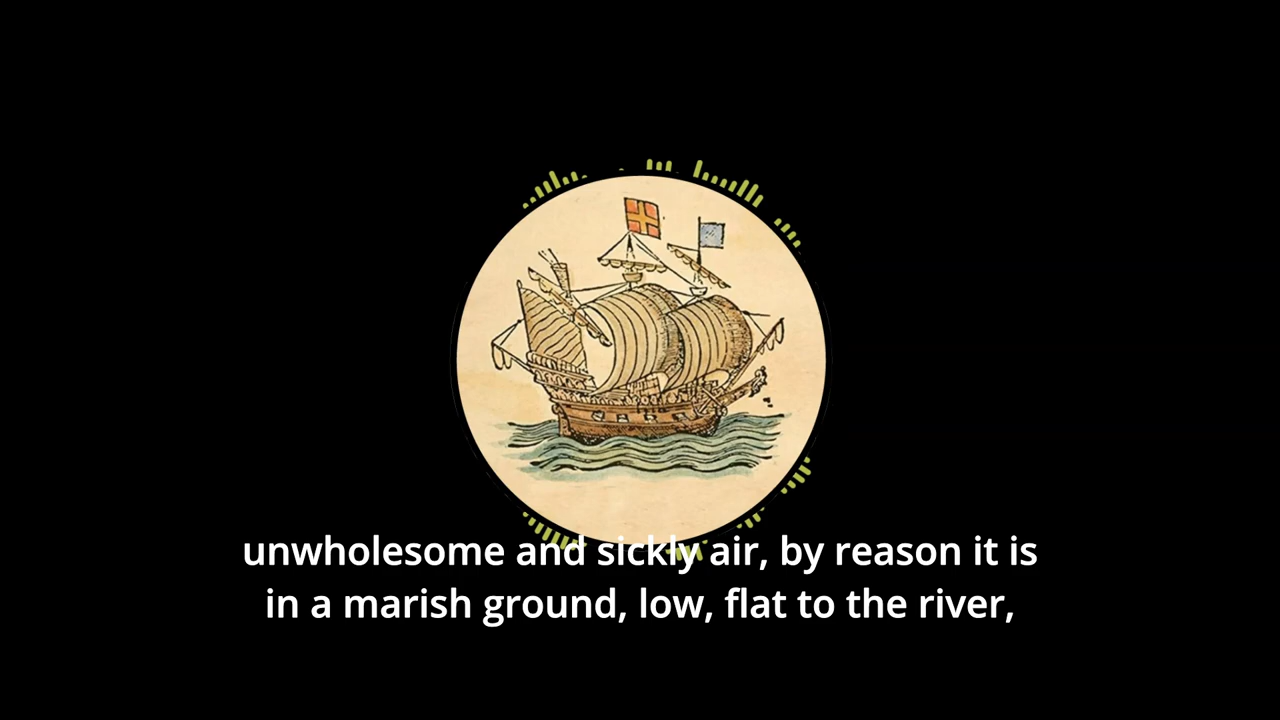 unwholesome and sickly air, by reason it is
in a marish ground, low, flat to the river,